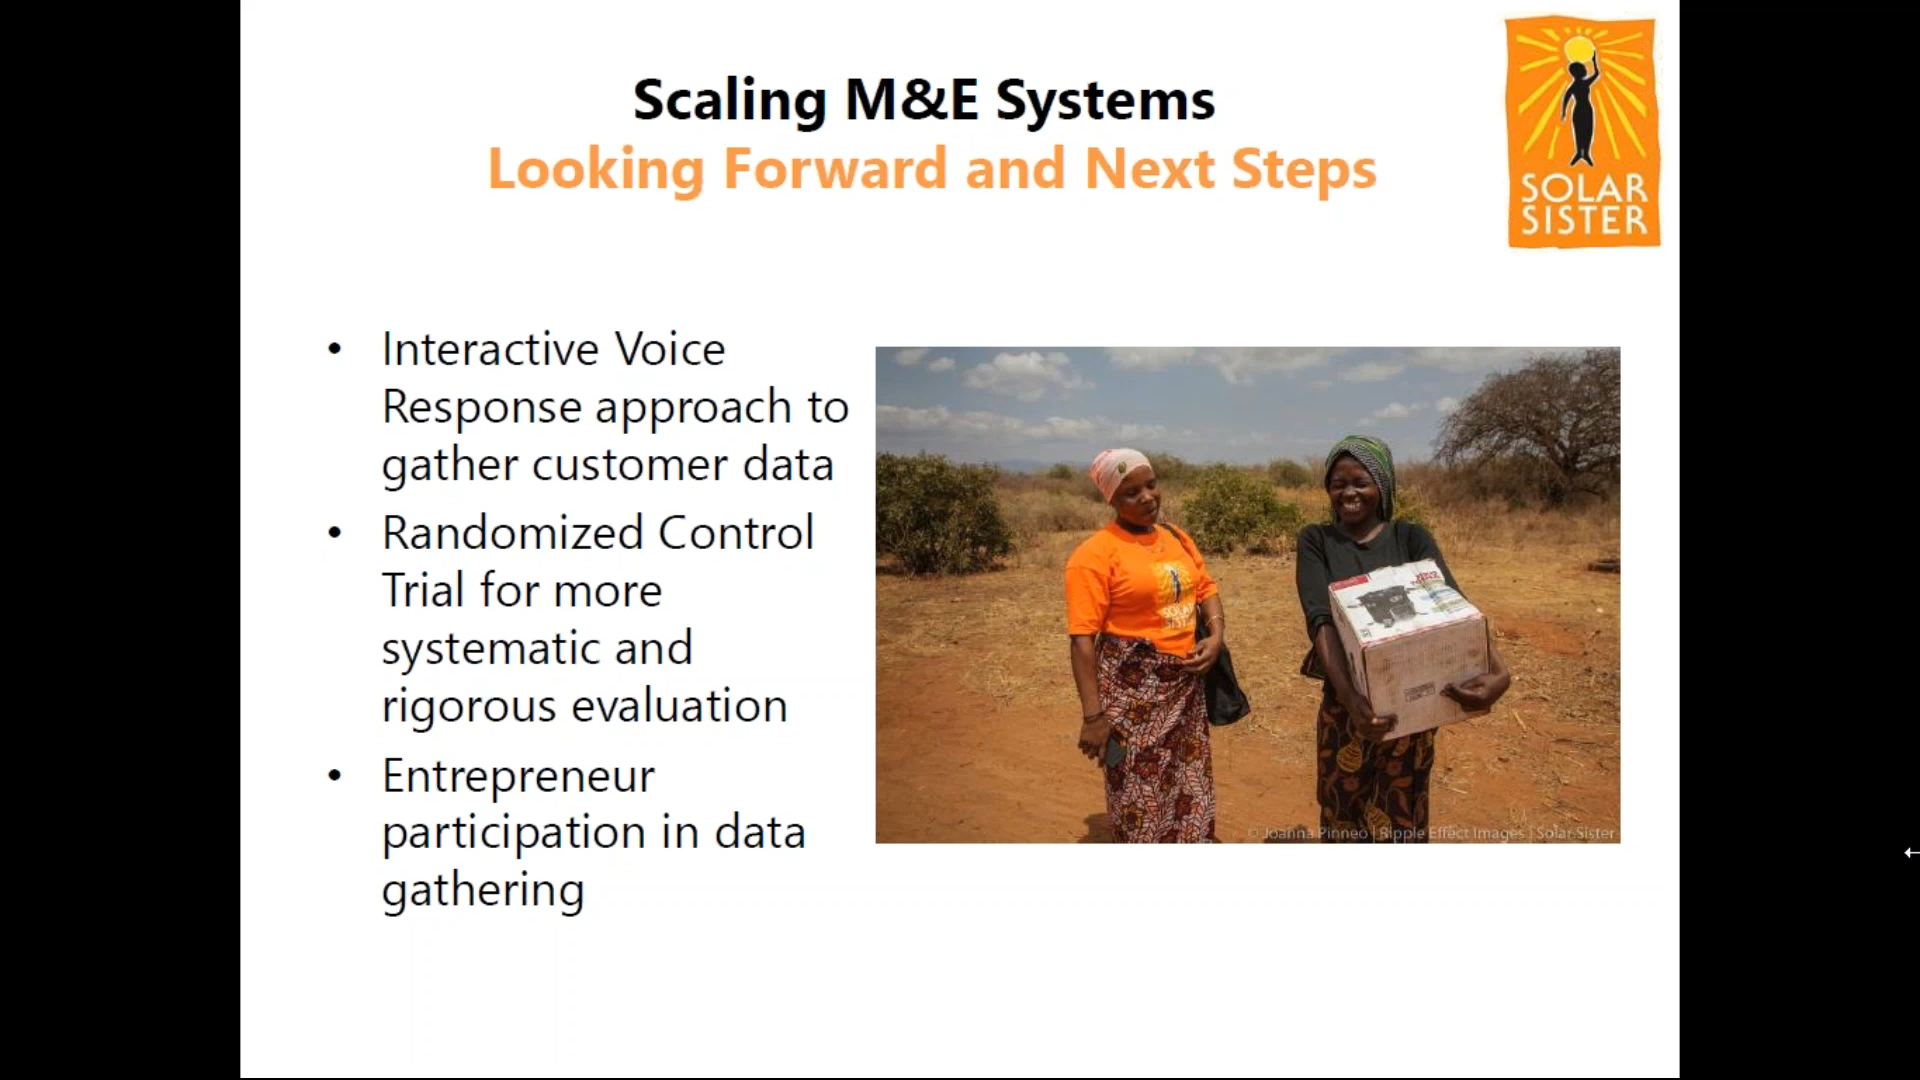 Scaling M&E Systems
Looking Forward and Next Steps
SOLAR
SISTER
• Interactive Voice
Response approach to
gather customer data
• Randomized Control
Trial for more
systematic and
rigorous evaluation
• Entrepreneur
participation in data
gathering
SOLAR
© Joanna Pinneo | Ripple Effect Images | Solar Sister